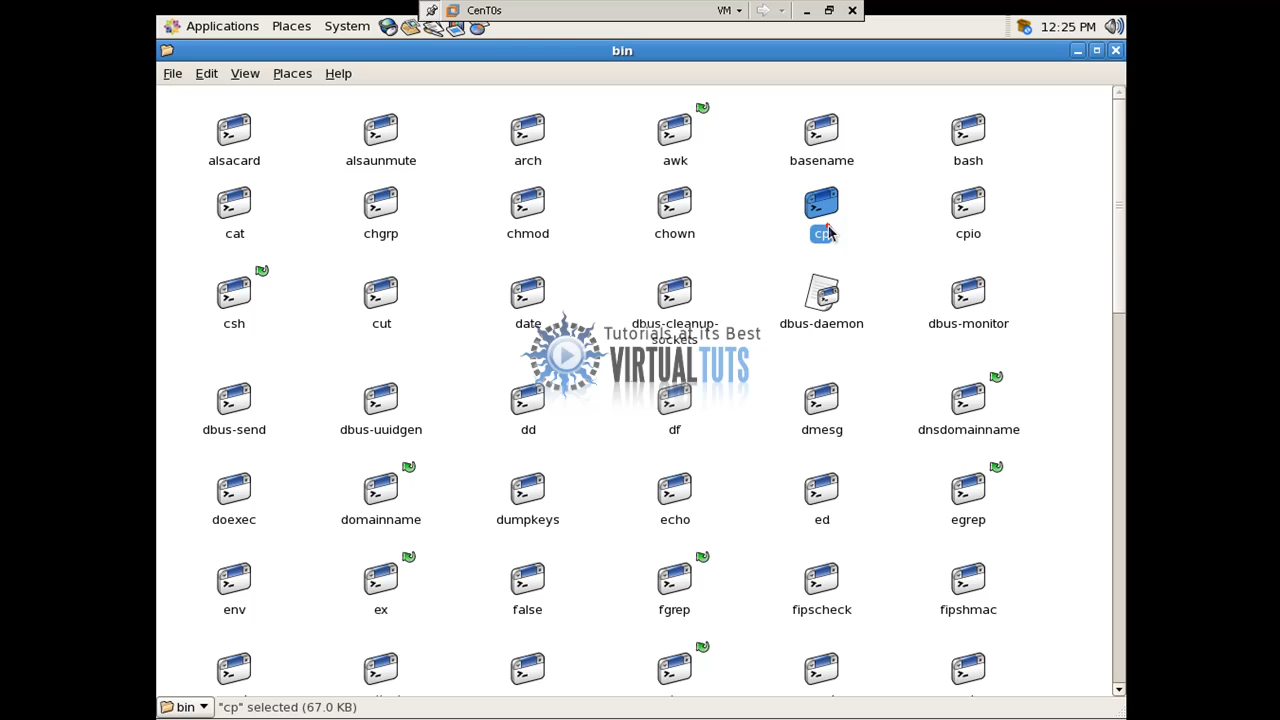 CenT0s
VM
Applications Places System
12:25 PM
bin
File Edit View Places Help
alsacard alsaunmute arch awk basename bash
cat chgrp chmod chown cp cpio
csh cut date dbus-cleanup-
sockets dbus-daemon dbus-monitor
Tutorials at its Best
VIRTUALTUTS
dbus-send dbus-uuidgen dd df dmesg dnsdomainname
doexec domainname dumpkeys echo ed egrep
env ex false fgrep fipscheck fipshmac
bin "cp" selected (67.0 KB)